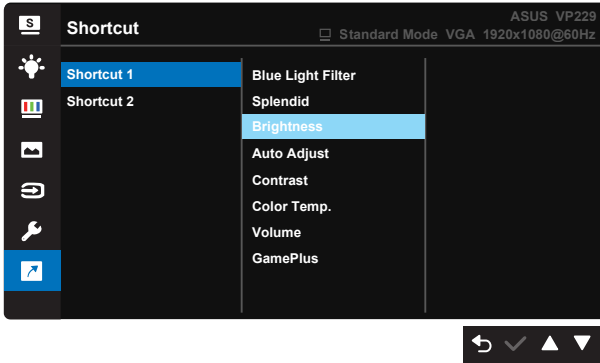 S
Shortcut
ASUS VP229
Standard Mode VGA 1920x1080@60Hz
Shortcut 1
Shortcut 2
Blue Light Filter
Splendid
Brightness
Auto Adjust
Contrast
Color Temp.
Volume
GamePlus